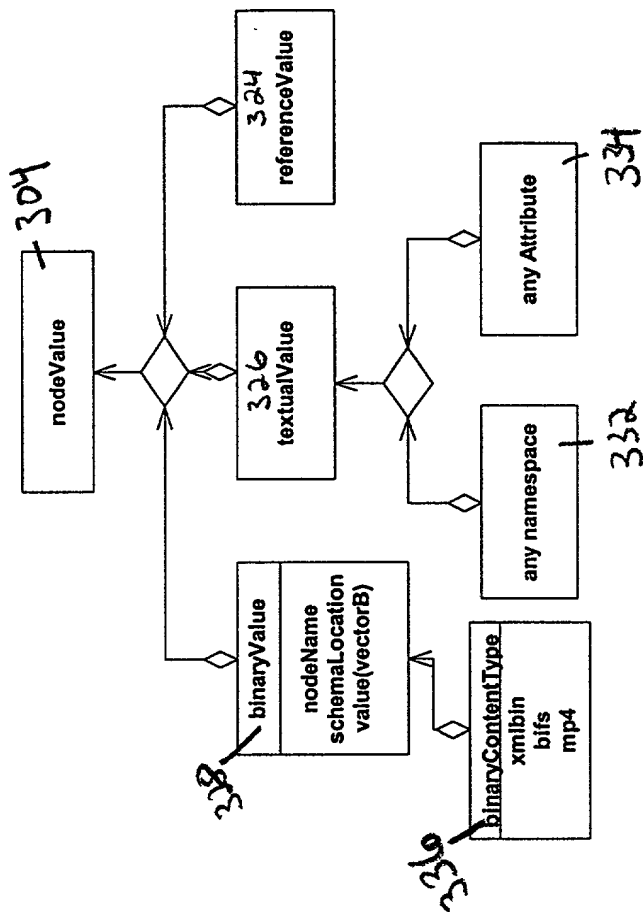 nodeValue
304
328
binaryValue
nodeName
schemaLocation
value(vectorB)
326
textualValue
324
referenceValue
336
binaryContentType
xmlbin
bifs
mp4
any namespace
332
any Attribute
334